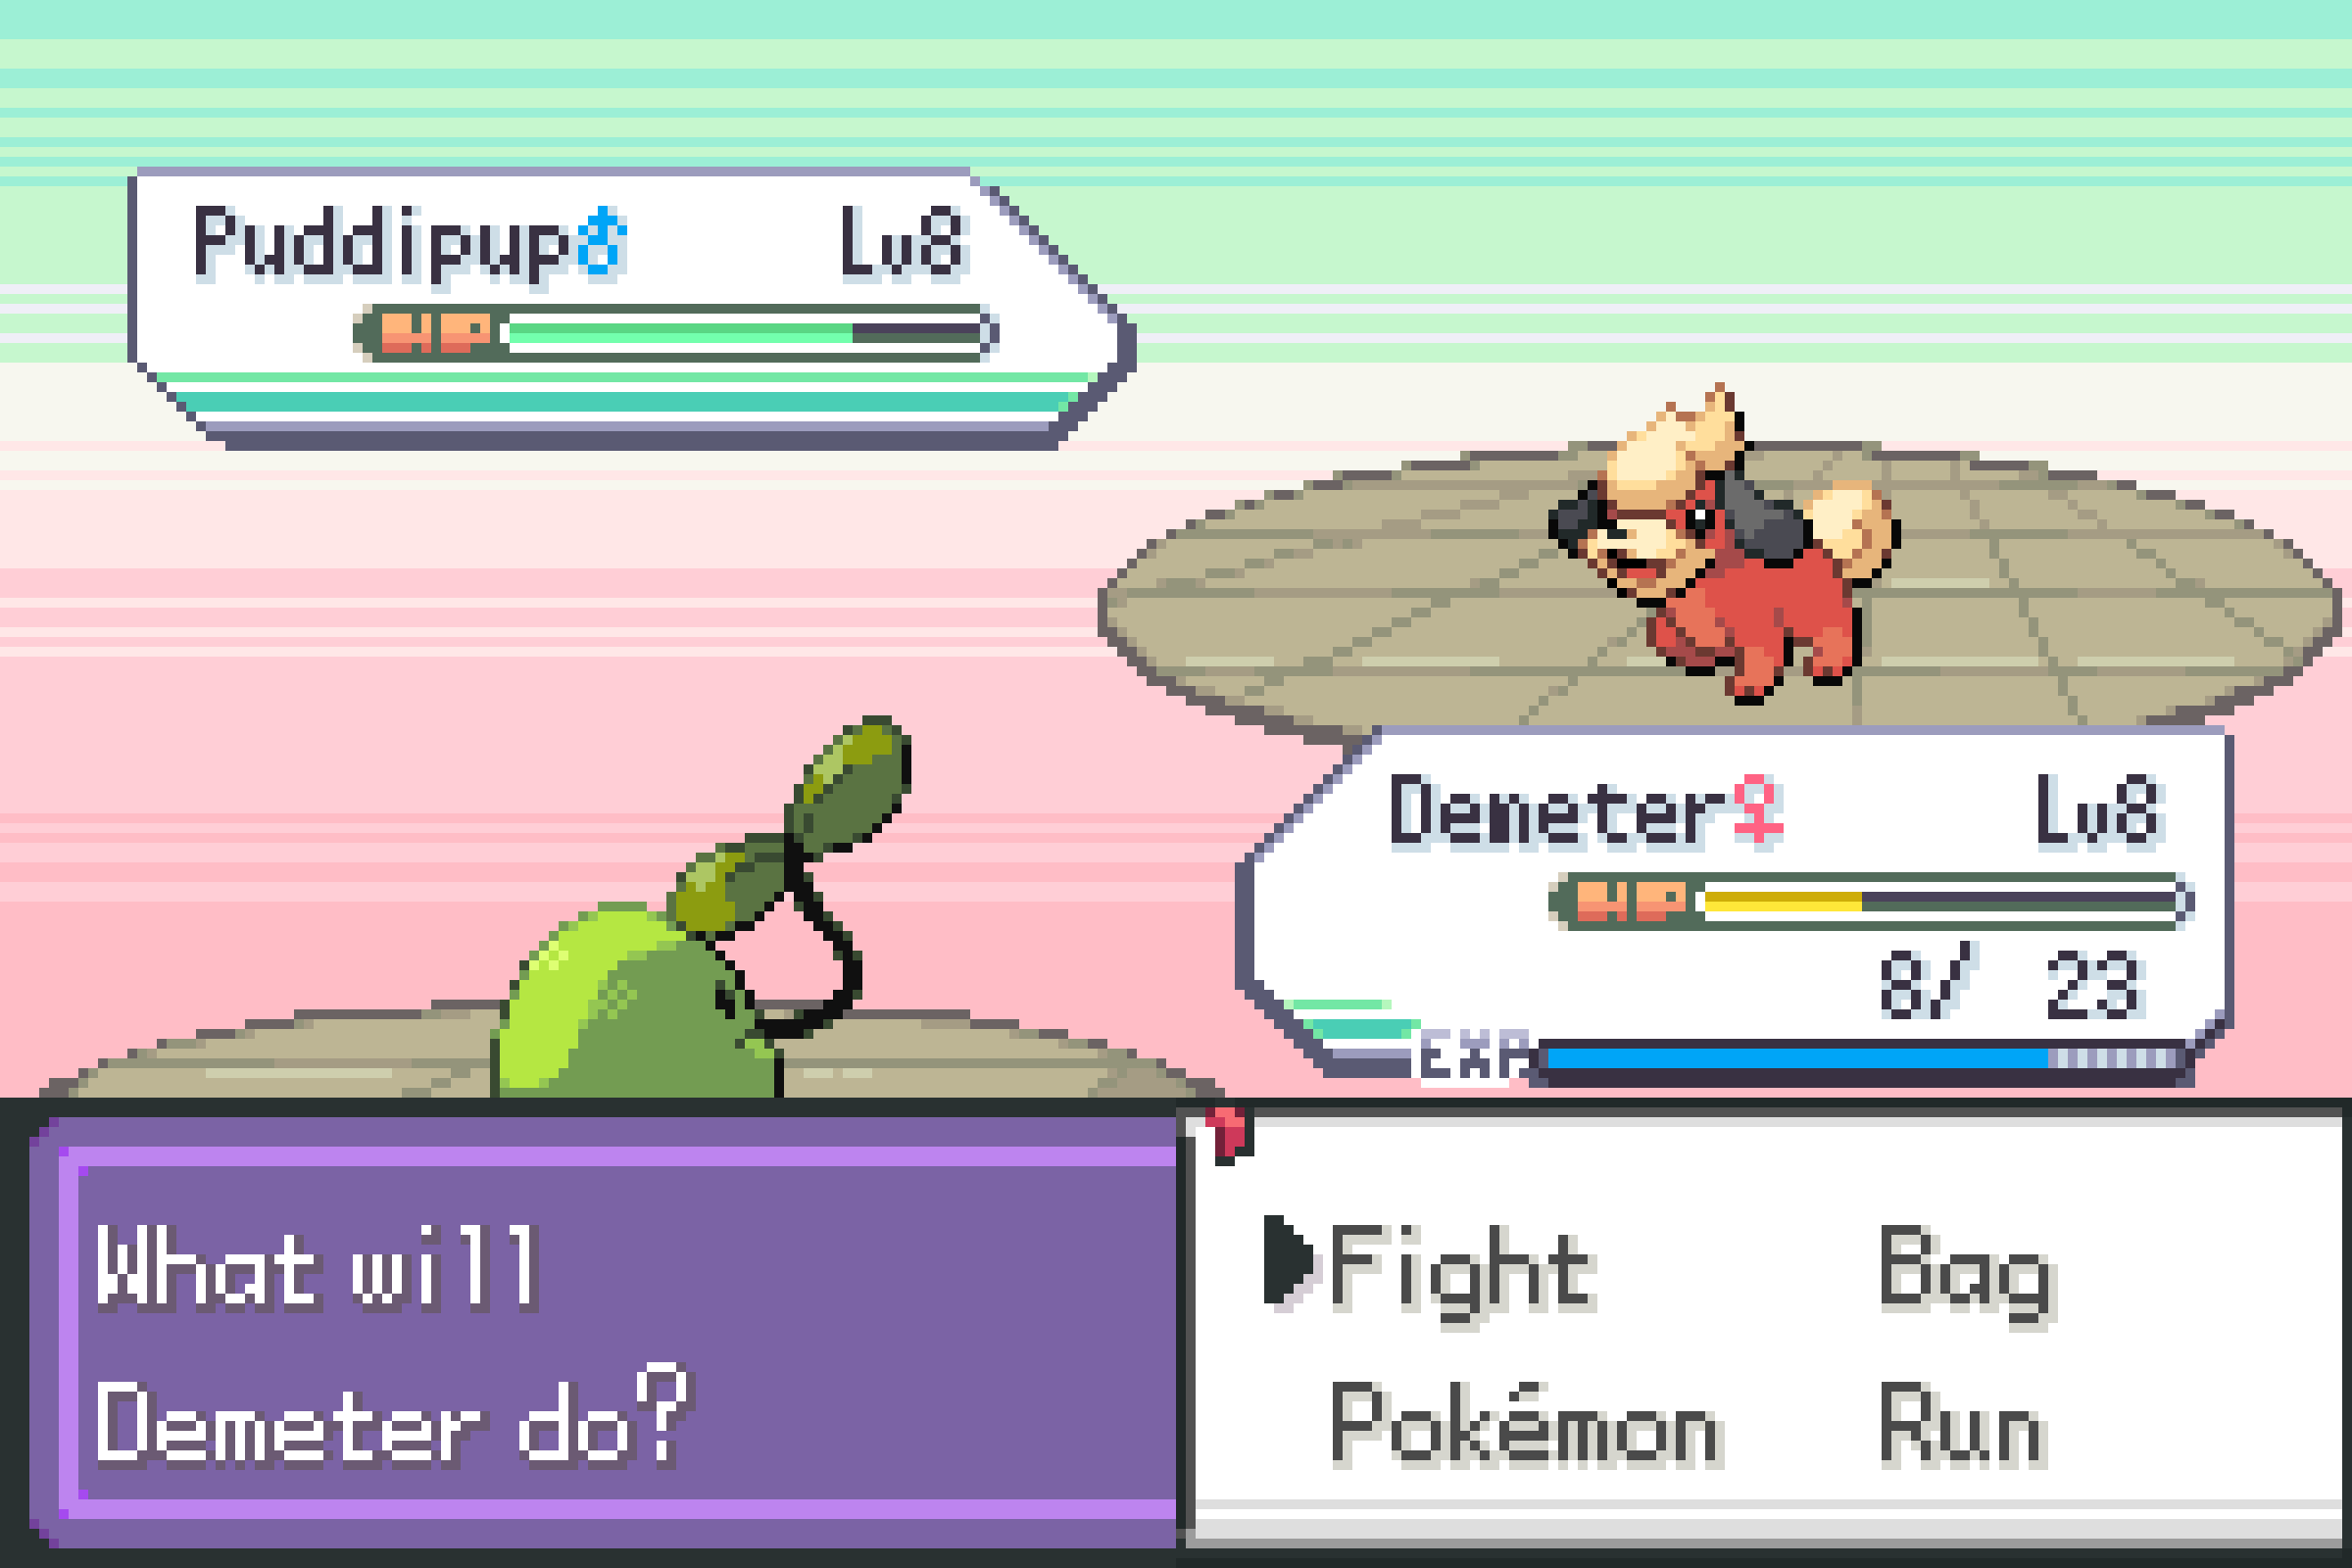 Puddipup♂ Lv8
HP
Demeter♀ Lv8
HP
8/ 23
EXP
What will
Demeter do?
Fight Bag
Pokémon Run